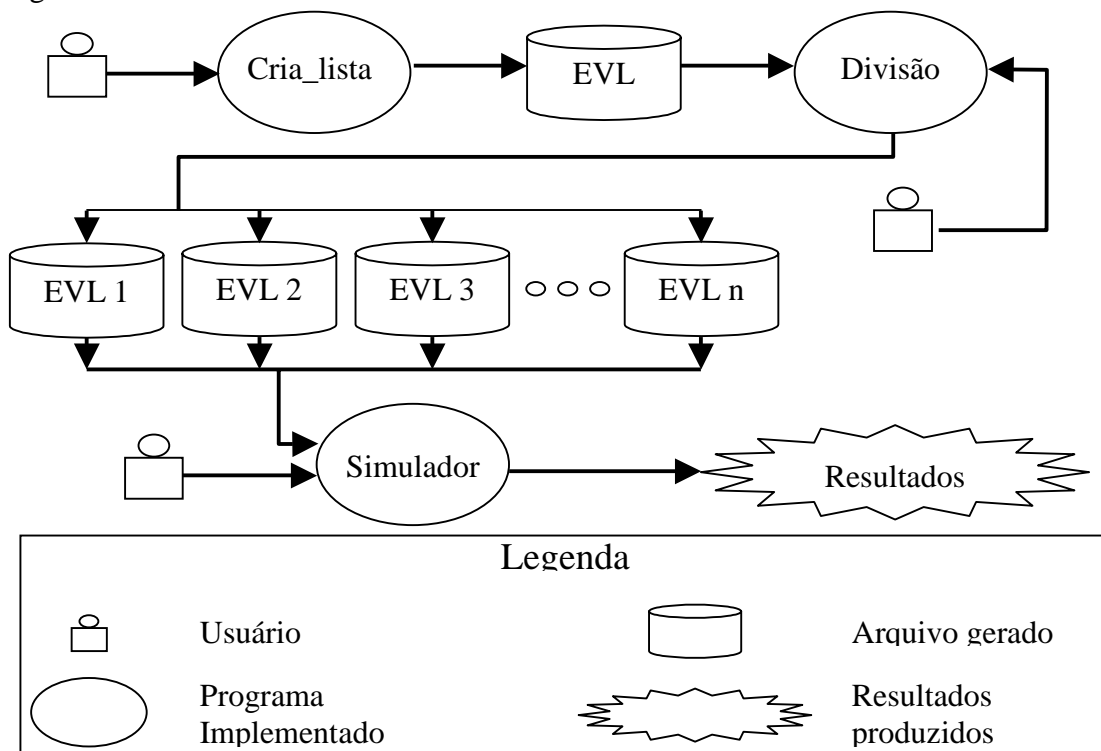 Cria_lista
EVL
Divisão
EVL 1
EVL 2
EVL 3
EVL n
Simulador
Resultados
Legenda
Usuário
Arquivo gerado
Programa
Implementado
Resultados
produzidos